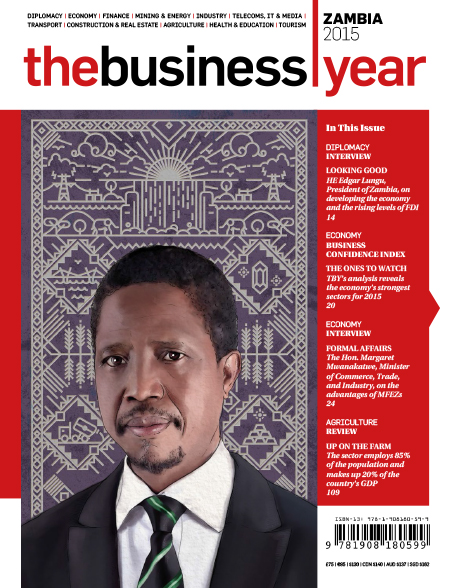 DIPLOMACY | ECONOMY | FINANCE | MINING & ENERGY | INDUSTRY | TELECOMS, IT & MEDIA |
TRANSPORT | CONSTRUCTION & REAL ESTATE | AGRICULTURE | HEALTH & EDUCATION | TOURISM
ZAMBIA
2015
thebusiness year
In This Issue
DIPLOMACY
INTERVIEW
LOOKING GOOD
HE Edgar Lungu,
President of Zambia, on
developing the economy
and the rising levels of FDI
14
ECONOMY
BUSINESS
CONFIDENCE INDEX
THE ONES TO WATCH
TBY's analysis reveals
the economy's strongest
sectors for 2015
20
ECONOMY
INTERVIEW
FORMAL AFFAIRS
The Hon. Margaret
Mwanakatwe, Minister
of Commerce, Trade,
and Industry, on the
advantages of MFEZs
24
AGRICULTURE
REVIEW
UP ON THE FARM
The sector employs 85%
of the population and
makes up 20% of the
country's GDP
109
ISBN-13: 978-1-908180-59-9
9 781908 180599
£75 | €95 | $130 | CDN $140 | AUD $137 | SGD $162